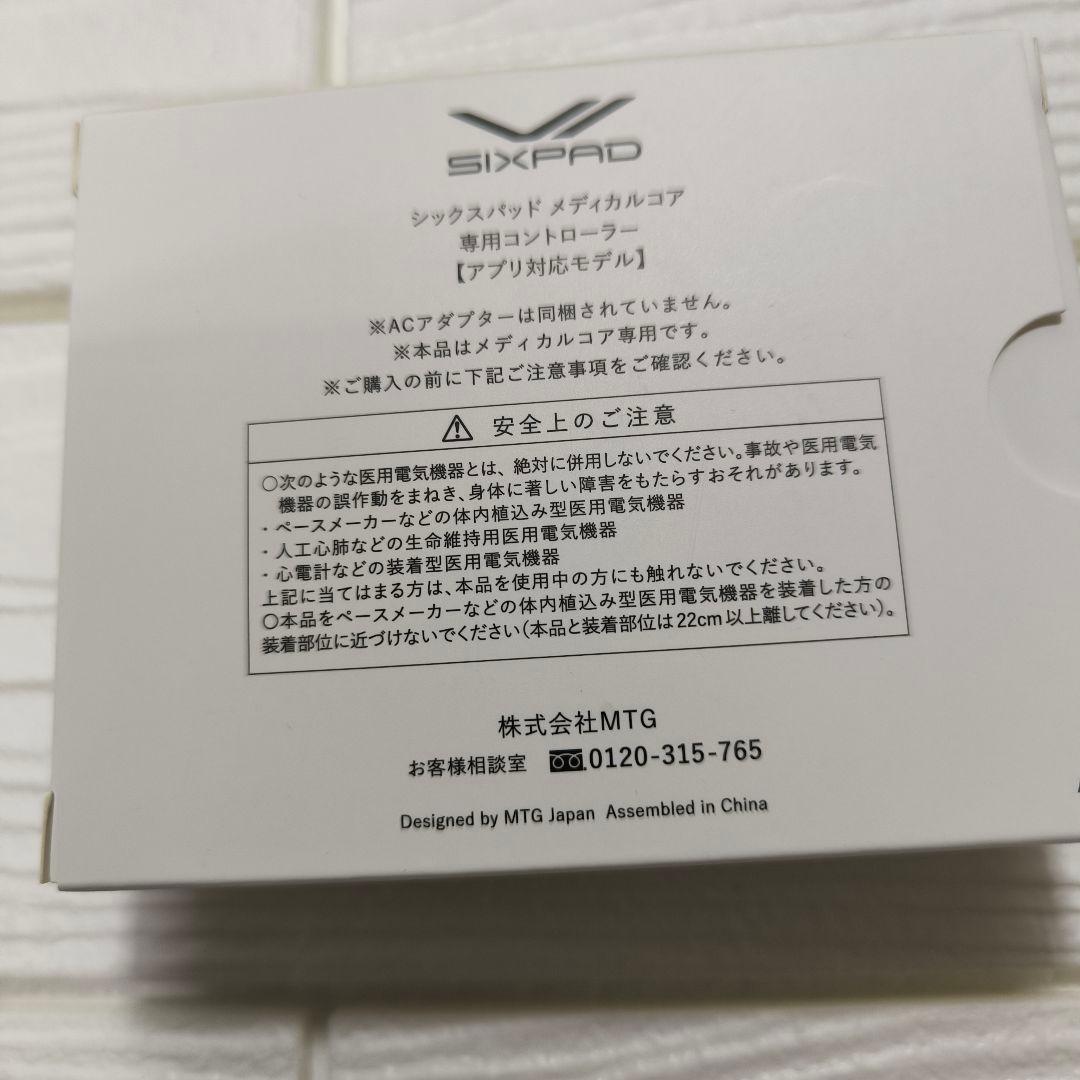 SIXPAD
シックスパッド メディカルコア
専用コントローラー
【アプリ対応モデル】
※ACアダプターは同梱されていません。
※本品はメディカルコア専用です。
※ご購入の前に下記ご注意事項をご確認ください。
安全上のご注意
○次のような医用電気機器とは、絶対に併用しないでください。事故や医用電気
機器の誤作動をまねき、身体に著しい障害をもたらすおそれがあります。
・ペースメーカーなどの体内植込み型医用電気機器
・人工心肺などの生命維持用医用電気機器
・心電計などの装着型医用電気機器
上記に当てはまる方は、本品を使用中の方にも触れないでください。
○本品をペースメーカーなどの体内植込み型医用電気機器を装着した方の
装着部位に近づけないでください(本品と装着部位は22cm以上離してください)。
株式会社MTG
お客様相談室 0120-315-765
Designed by MTG Japan Assembled in China